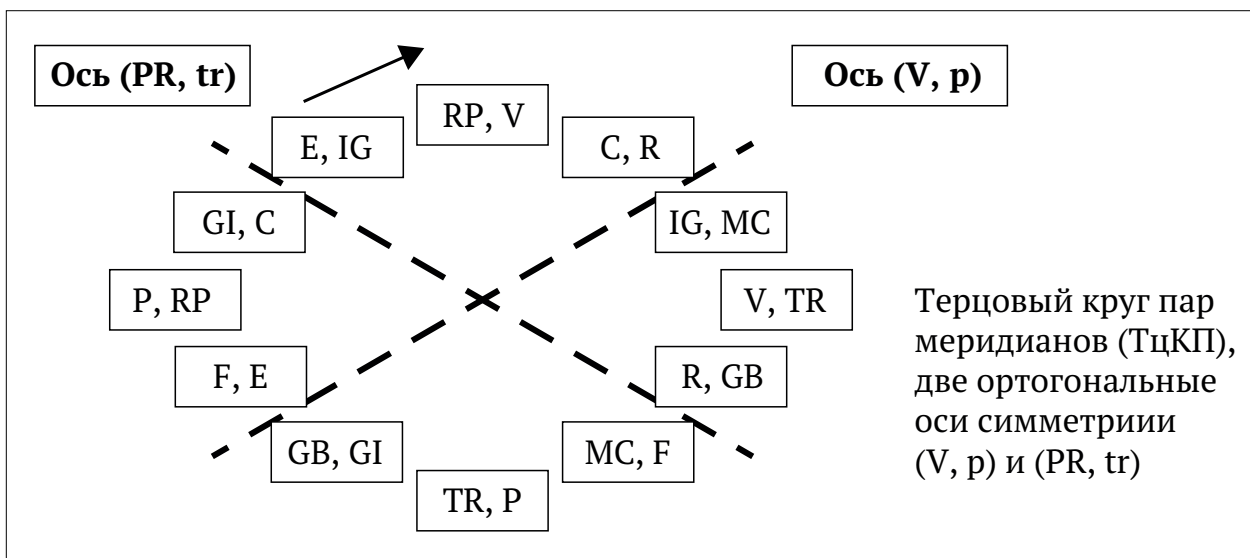 Ось (PR, tr)
Ось (V, p)
RP, V
E, IG
C, R
GI, C
IG, MC
P, RP
V, TR
F, E
R, GB
GB, GI
MC, F
TR, P
Терцовый круг пар
меридианов (ТцКП),
две ортогональные
оси симметриии
(V, p) и (PR, tr)